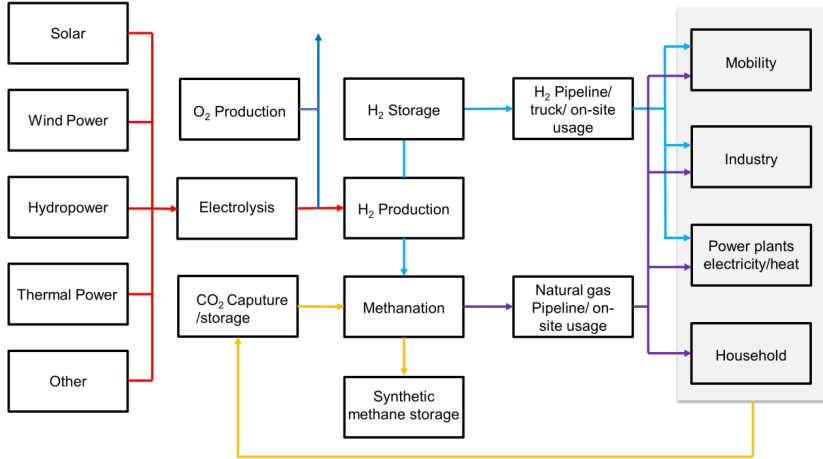 Solar
Wind Power
Hydropower
Thermal Power
Other
O₂ Production
Electrolysis
CO₂ Caputure
/storage
H₂ Storage
H₂ Production
Methanation
Synthetic
methane storage
H₂ Pipeline/
truck/ on-site
usage
Natural gas
Pipeline/ on-
site usage
Mobility
Industry
Power plants
electricity/heat
Household